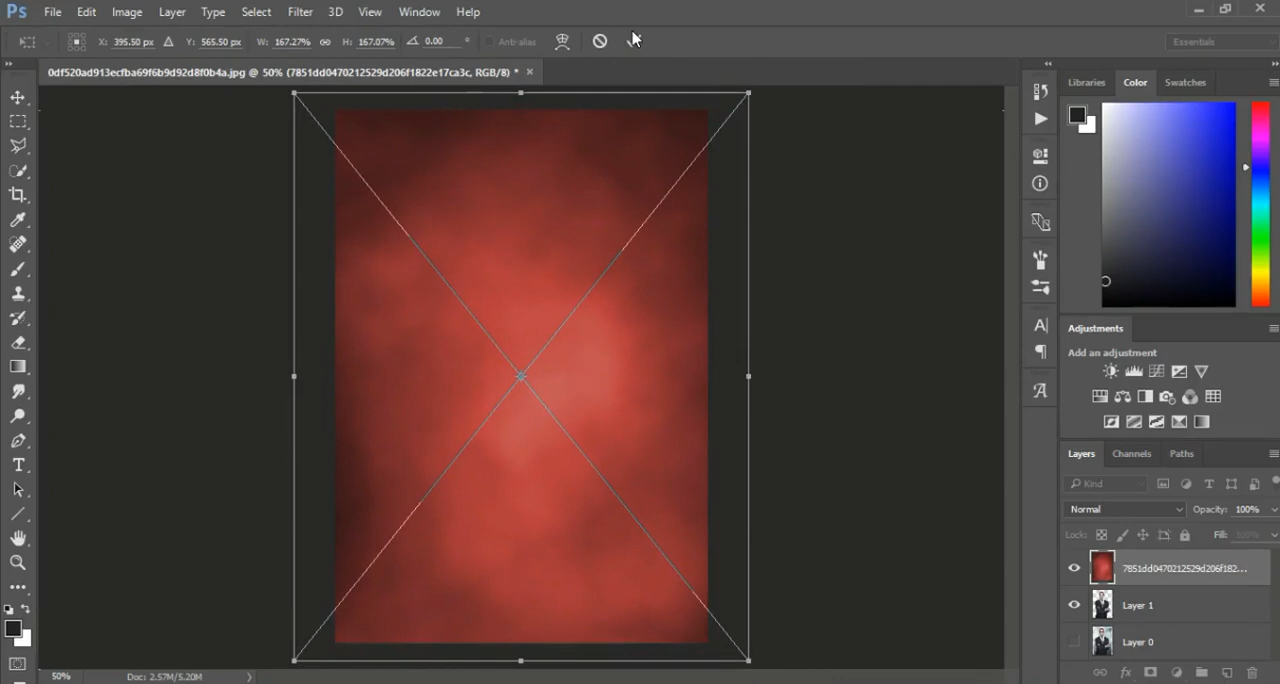 Ps File Edit Image Layer Type Select Filter 3D View Window Help
X: 395.50 px Y: 565.50 px W: 167.27% H: 167.07% 0.00 ° Anti-alias Essentials
0df520ad913ecfba69f6b9d92d8f0b4a.jpg @ 50% (7851dd0470212529d206f1822e17ca3c, RGB/8) * ×
Libraries Color Swatches
Adjustments
Add an adjustment
Layers Channels Paths
Kind
Normal Opacity: 100%
Lock: Fill: 100%
7851dd0470212529d206f182...
Layer 1
Layer 0
50% Doc: 2.57M/5.20M